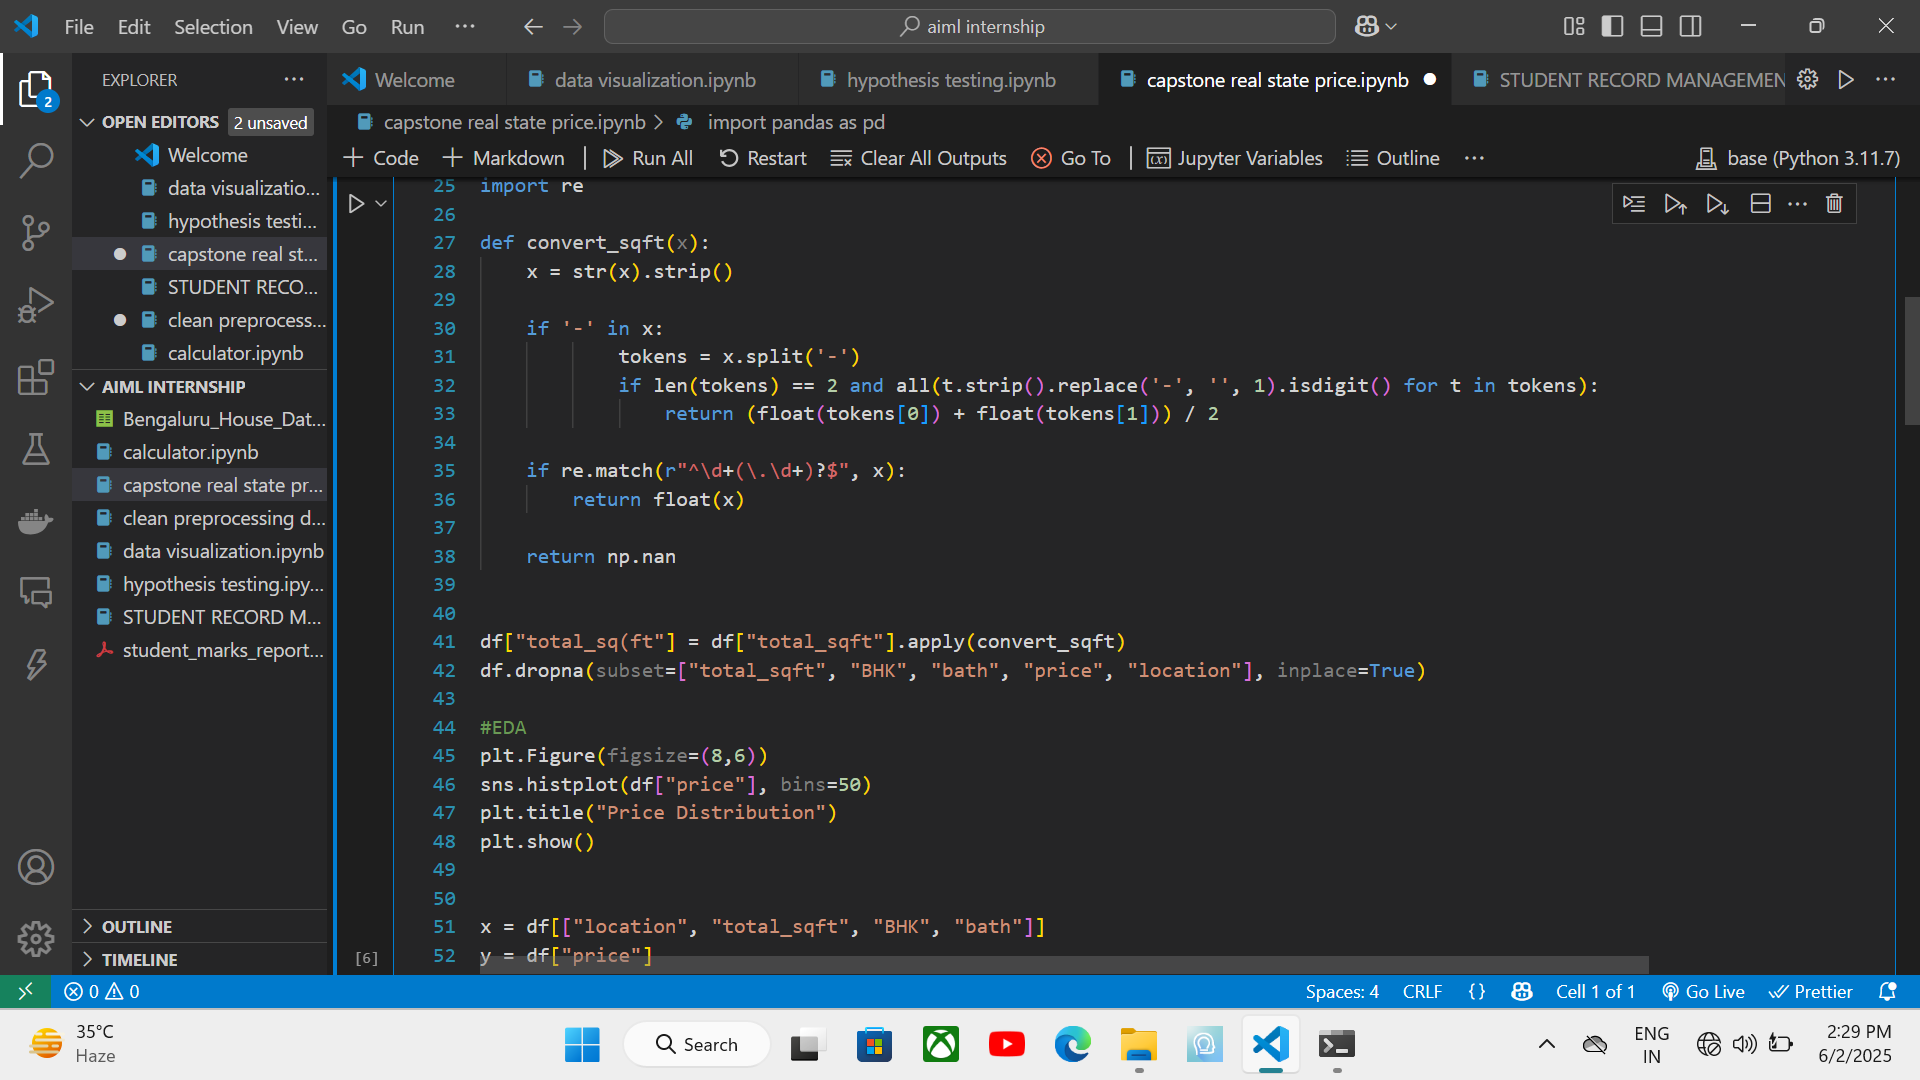 File Edit Selection View Go Run ··· aiml internship
EXPLORER ···
OPEN EDITORS 2 unsaved
Welcome
data visualizatio...
hypothesis testi...
capstone real st...
STUDENT RECO...
clean preprocess...
calculator.ipynb
AIML INTERNSHIP
Bengaluru_House_Dat...
calculator.ipynb
capstone real state pr...
clean preprocessing d...
data visualization.ipynb
hypothesis testing.ipy...
STUDENT RECORD M...
student_marks_report...
OUTLINE
TIMELINE
2
Welcome data visualization.ipynb hypothesis testing.ipynb capstone real state price.ipynb STUDENT RECORD MANAGEMEN
capstone real state price.ipynb > import pandas as pd
+ Code + Markdown | Run All Restart Clear All Outputs Go To | Jupyter Variables Outline ··· base (Python 3.11.7)
25 import re
26
27 def convert_sqft(x):
28 x = str(x).strip()
29
30 if '-' in x:
31 tokens = x.split('-')
32 if len(tokens) == 2 and all(t.strip().replace('-', '', 1).isdigit() for t in tokens):
33 return (float(tokens[0]) + float(tokens[1])) / 2
34
35 if re.match(r"^\d+(\.\d+)?$", x):
36 return float(x)
37
38 return np.nan
39
40
41 df["total_sq(ft"] = df["total_sqft"].apply(convert_sqft)
42 df.dropna(subset=["total_sqft", "BHK", "bath", "price", "location"], inplace=True)
43
44 #EDA
45 plt.Figure(figsize=(8,6))
46 sns.histplot(df["price"], bins=50)
47 plt.title("Price Distribution")
48 plt.show()
49
50
51 x = df[["location", "total_sqft", "BHK", "bath"]]
[6] 52 y = df["price"]
0 0 Spaces: 4 CRLF {} Cell 1 of 1 Go Live Prettier
35°C
Haze
Search
ENG
IN
2:29 PM
6/2/2025